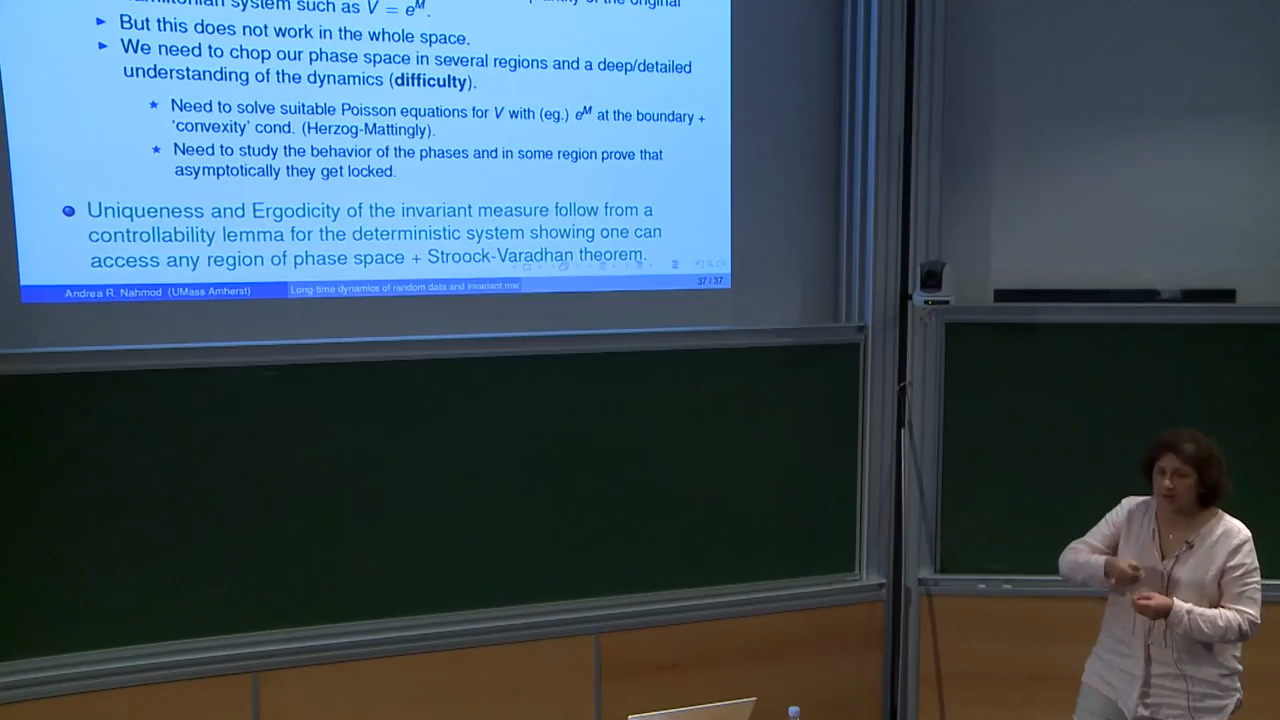 system such as V = e^M.
original
► But this does not work in the whole space.
► We need to chop our phase space in several regions and a deep/detailed
understanding of the dynamics (difficulty).
★ Need to solve suitable Poisson equations for V with (eg.) e^M at the boundary +
'convexity' cond. (Herzog-Mattingly).
★ Need to study the behavior of the phases and in some region prove that
asymptotically they get locked.
Uniqueness and Ergodicity of the invariant measure follow from a
controllability lemma for the deterministic system showing one can
access any region of phase space + Stroock-Varadhan theorem.
Andrea R. Nahmod (UMass Amherst)
Long-time dynamics of random data and invariant
37 / 37